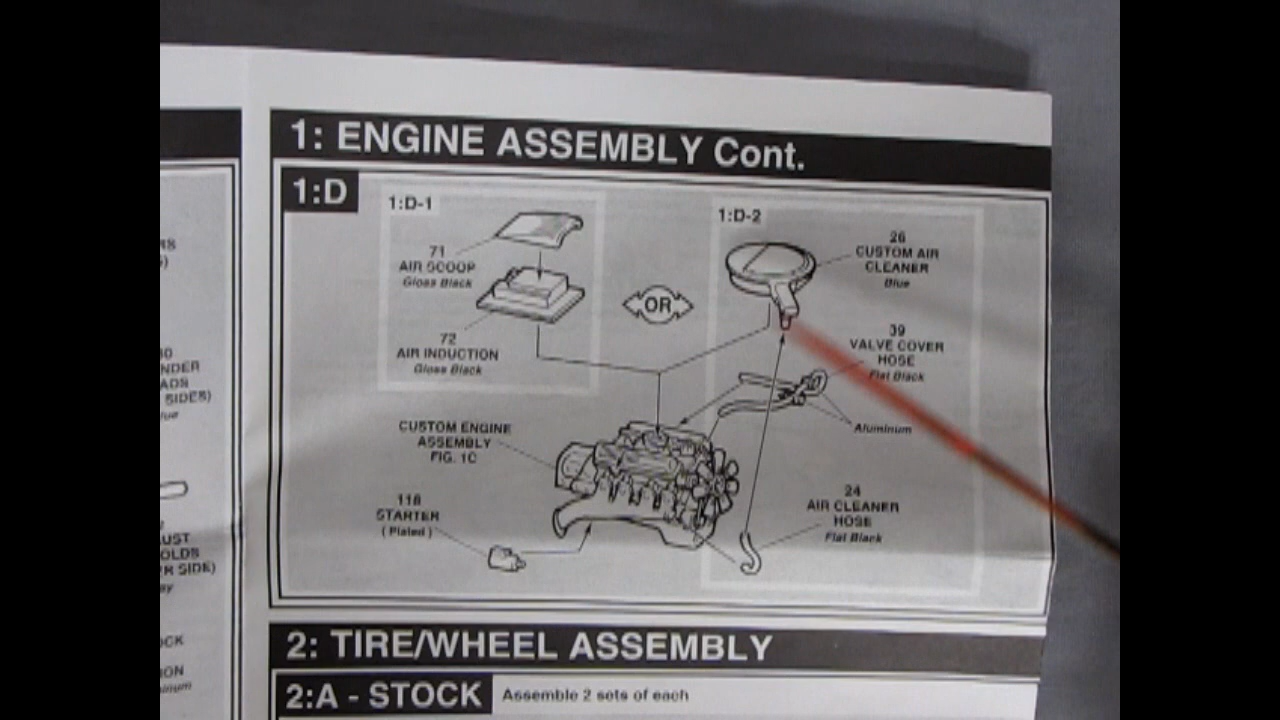 1: ENGINE ASSEMBLY Cont.
1:D
1:D-1
71
AIR SCOOP
Gloss Black
72
AIR INDUCTION
Gloss Black
OR
1:D-2
26
CUSTOM AIR
CLEANER
Blue
39
VALVE COVER
HOSE
Flat Black
Aluminum
CUSTOM ENGINE
ASSEMBLY
FIG. 1C
118
STARTER
( Plated )
24
AIR CLEANER
HOSE
Flat Black
2: TIRE/WHEEL ASSEMBLY
2:A - STOCK
Assemble 2 sets of each
SIDES)
SIDE)